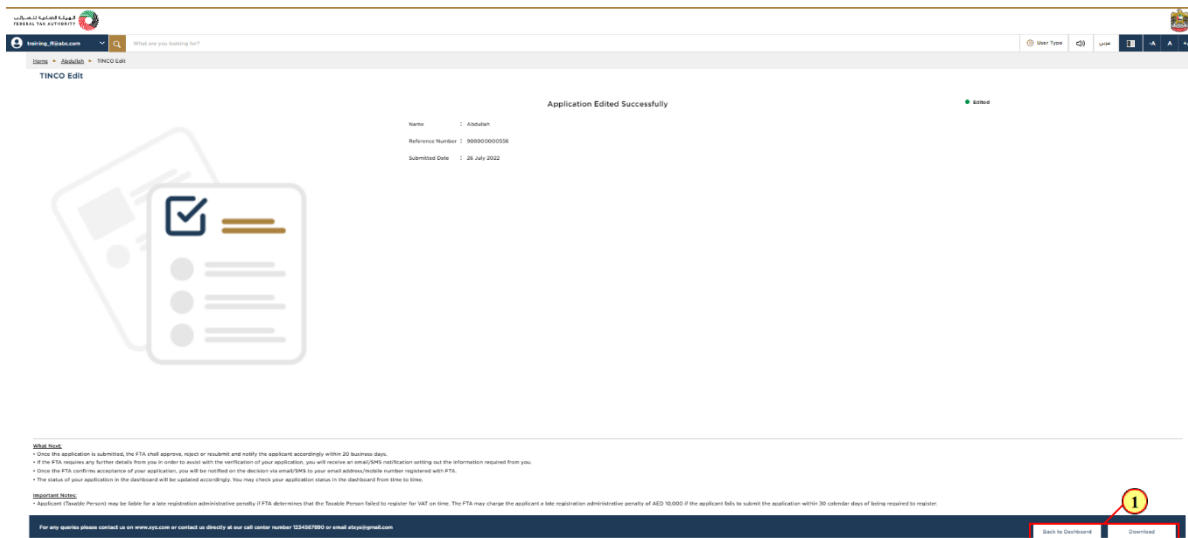 الهيئة الاتحادية للضرائب
FEDERAL TAX AUTHORITY
What are you looking for?
User Type
عربي
-A A
Home Abdullah TINCO Edit
TINCO Edit
Application Edited Successfully
Edited
Name : Abdullah
Reference Number : 
Submitted Date : 26 July 2022
What Next:
• Once the application is submitted, the FTA shall approve, reject or resubmit and notify the applicant accordingly within 20 business days.
• If the FTA requires any further details from you in order to assist with the verification of your application, you will receive an email/SMS notification setting out the information required from you.
• Once the FTA confirms acceptance of your application, you will be notified on the decision via email/SMS to your email address/mobile number registered with FTA.
• The status of your application in the dashboard will be updated accordingly. You may check your application status in the dashboard from time to time.
Important Notes:
• Applicant (Taxable Person) may be liable for a late registration administrative penalty if FTA determines that the Taxable Person failed to register for VAT on time. The FTA may charge the applicant a late registration administrative penalty of AED 10,000 if the applicant fails to submit the application within 30 calendar days of being required to register.
1
For any queries please contact us on www.xyz.com or contact us directly at our call center number 1234567890 or email
Back to Dashboard Download